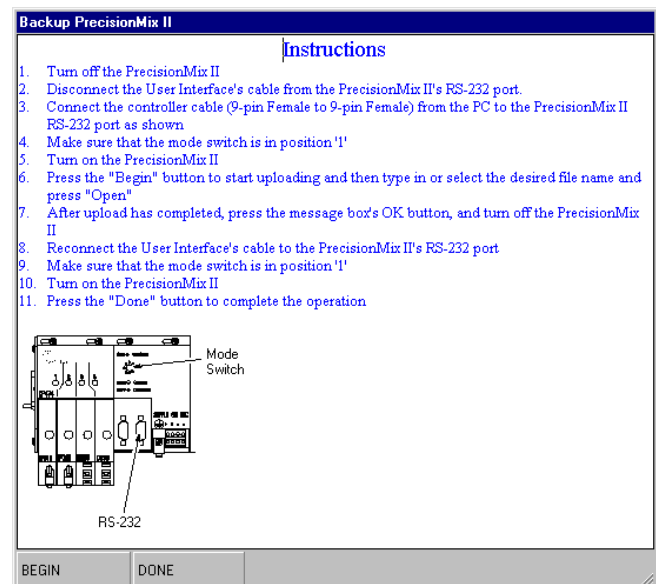 Backup PrecisionMix II
Instructions
1. Turn off the PrecisionMix II
2. Disconnect the User Interface's cable from the PrecisionMix II's RS-232 port.
3. Connect the controller cable (9-pin Female to 9-pin Female) from the PC to the PrecisionMix II
RS-232 port as shown
4. Make sure that the mode switch is in position '1'
5. Turn on the PrecisionMix II
6. Press the "Begin" button to start uploading and then type in or select the desired file name and
press "Open"
7. After upload has completed, press the message box's OK button, and turn off the PrecisionMix
II
8. Reconnect the User Interface's cable to the PrecisionMix II's RS-232 port
9. Make sure that the mode switch is in position '1'
10. Turn on the PrecisionMix II
11. Press the "Done" button to complete the operation
Mode
Switch
RS-232
BEGIN DONE